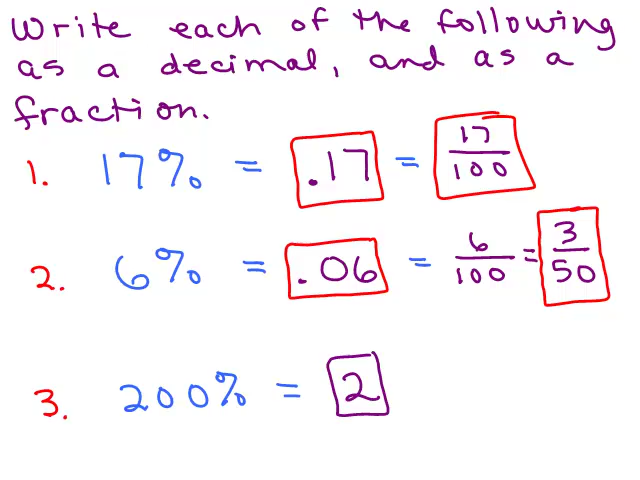 Write each of the following
as a decimal, and as a
fraction.
1. 17% = .17 = 17/100
2. 6% = .06 = 6/100 = 3/50
3. 200% = 2